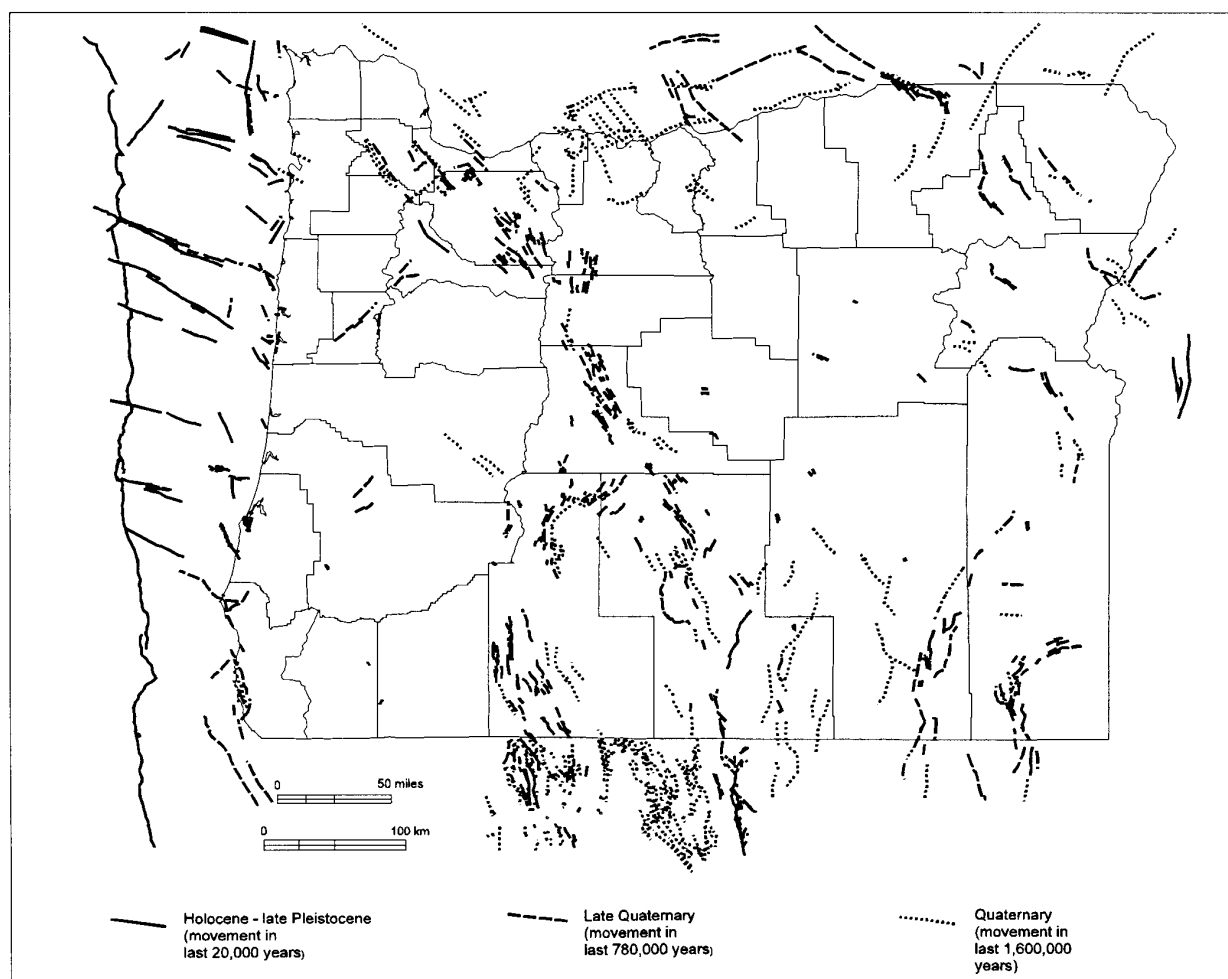 0 50 miles
0 100 km
Holocene - late Pleistocene
(movement in
last 20,000 years)
Late Quaternary
(movement in
last 780,000 years)
Quaternary
(movement in
last 1,600,000
years)